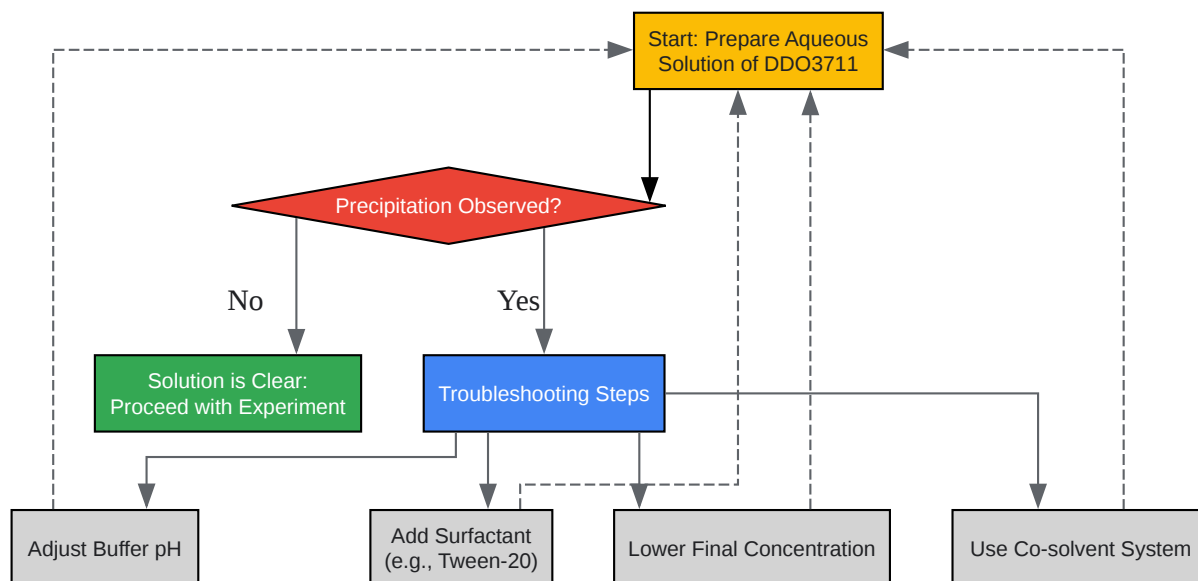 Start: Prepare Aqueous
Solution of DDO3711
Precipitation Observed?
No
Yes
Solution is Clear:
Proceed with Experiment
Troubleshooting Steps
Adjust Buffer pH
Add Surfactant
(e.g., Tween-20)
Lower Final Concentration
Use Co-solvent System